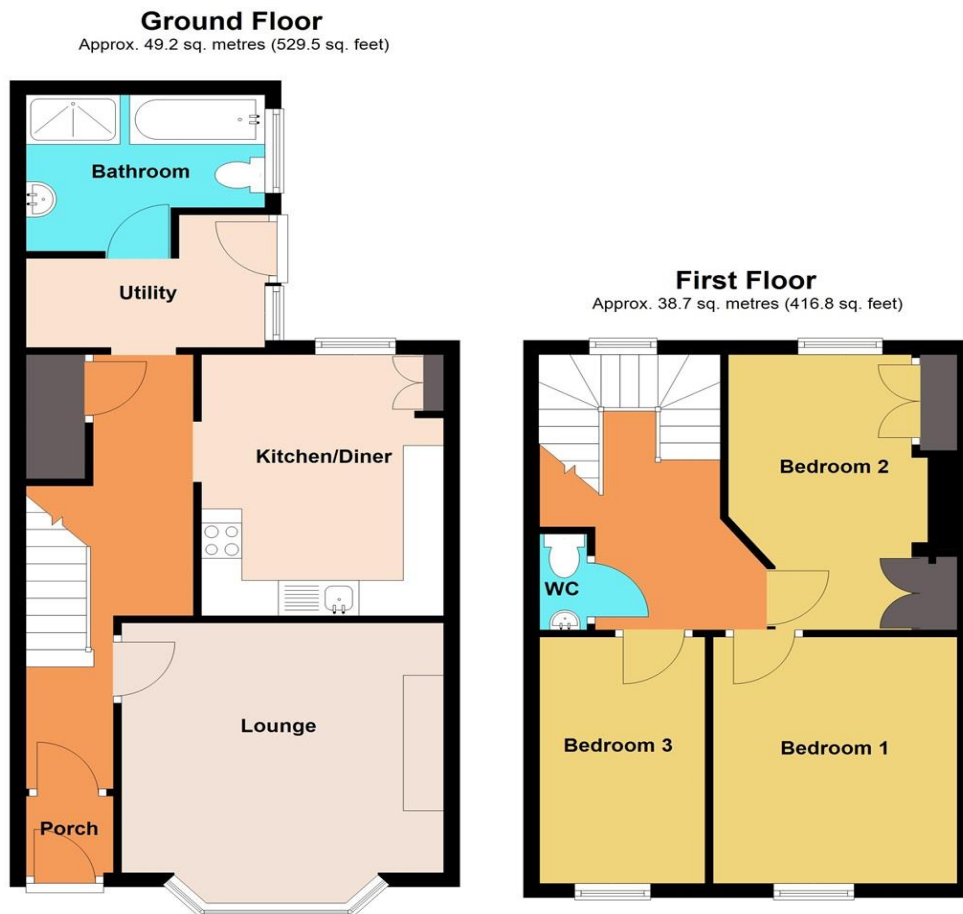 Ground Floor
Approx. 49.2 sq. metres (529.5 sq. feet)
Bathroom
Utility
Kitchen/Diner
Lounge
Porch
First Floor
Approx. 38.7 sq. metres (416.8 sq. feet)
Bedroom 2
WC
Bedroom 3
Bedroom 1